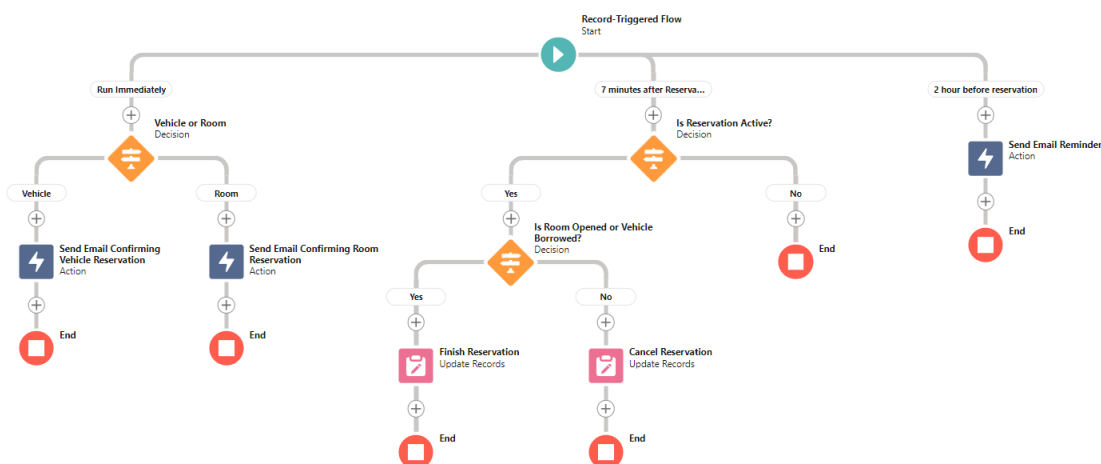 Record-Triggered Flow
Start
Run Immediately
7 minutes after Reserva...
2 hour before reservation
Vehicle or Room
Decision
Is Reservation Active?
Decision
Send Email Reminder
Action
Vehicle
Room
Yes
No
Send Email Confirming
Vehicle Reservation
Action
Send Email Confirming Room
Reservation
Action
Is Room Opened or Vehicle
Borrowed?
Decision
End
End
Yes
No
End
End
Finish Reservation
Update Records
Cancel Reservation
Update Records
End
End